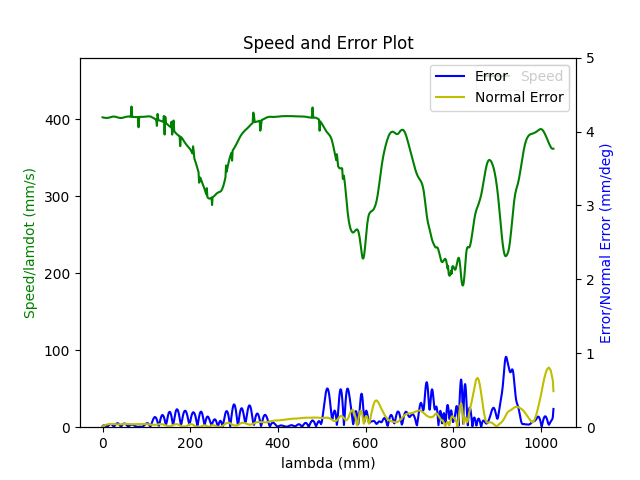 Speed and Error Plot
Speed
Error
Normal Error
Speed/lamdot (mm/s)
400
300
200
100
0
5
4
3
2
1
0
Error/Normal Error (mm/deg)
0
200
400
600
800
1000
lambda (mm)